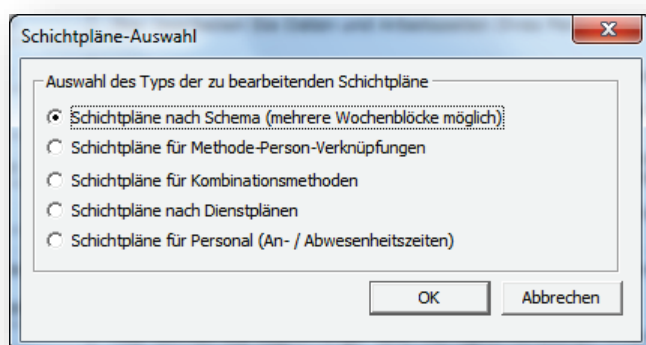 Schichtpläne-Auswahl
Auswahl des Typs der zu bearbeitenden Schichtpläne
Schichtpläne nach Schema (mehrere Wochenblöcke möglich)
Schichtpläne für Methode-Person-Verknüpfungen
Schichtpläne für Kombinationsmethoden
Schichtpläne nach Dienstplänen
Schichtpläne für Personal (An- / Abwesenheitszeiten)
OK Abbrechen